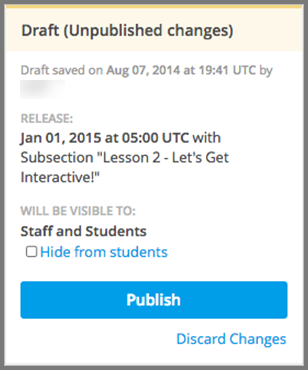 Draft (Unpublished changes)
Draft saved on Aug 07, 2014 at 19:41 UTC by
RELEASE:
Jan 01, 2015 at 05:00 UTC with
Subsection "Lesson 2 - Let's Get
Interactive!"
WILL BE VISIBLE TO:
Staff and Students
Hide from students
Publish
Discard Changes